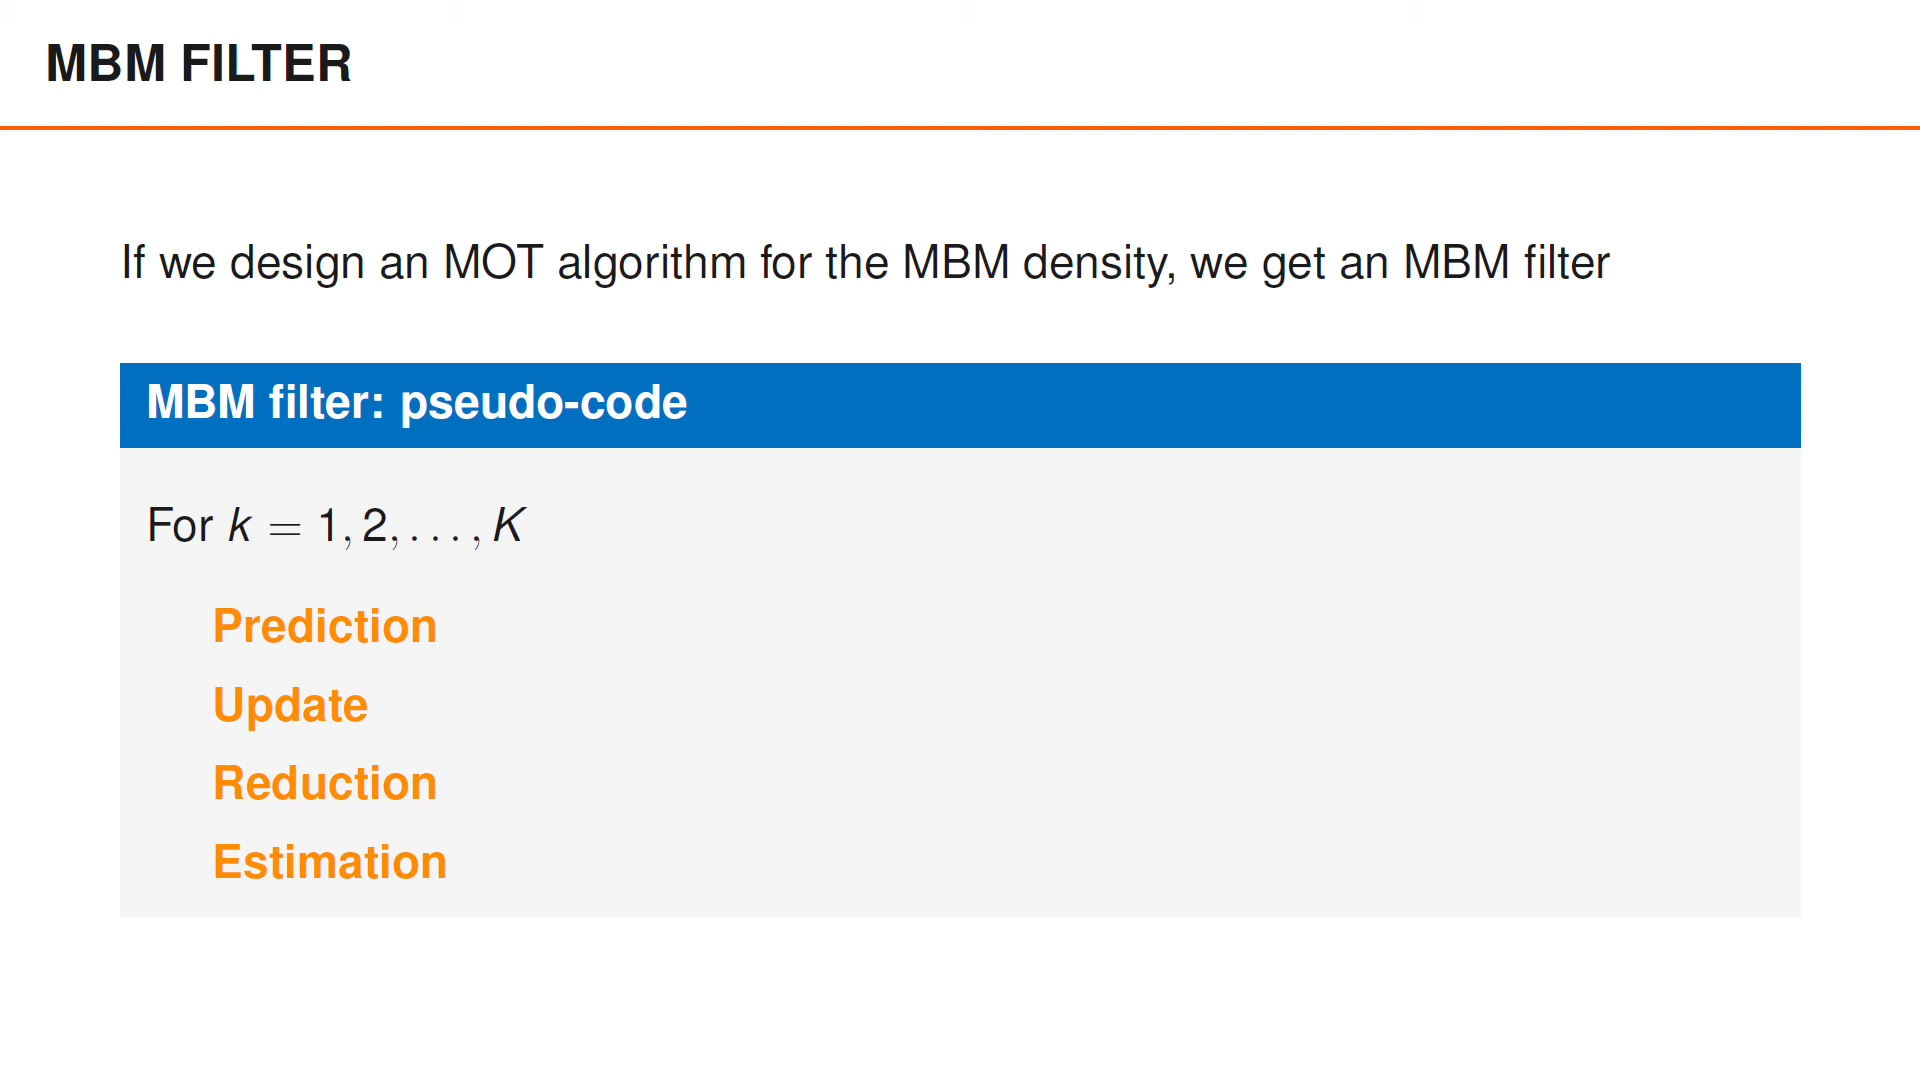 MBM FILTER
If we design an MOT algorithm for the MBM density, we get an MBM filter
MBM filter: pseudo-code
For k = 1, 2, . . . , K
Prediction
Update
Reduction
Estimation